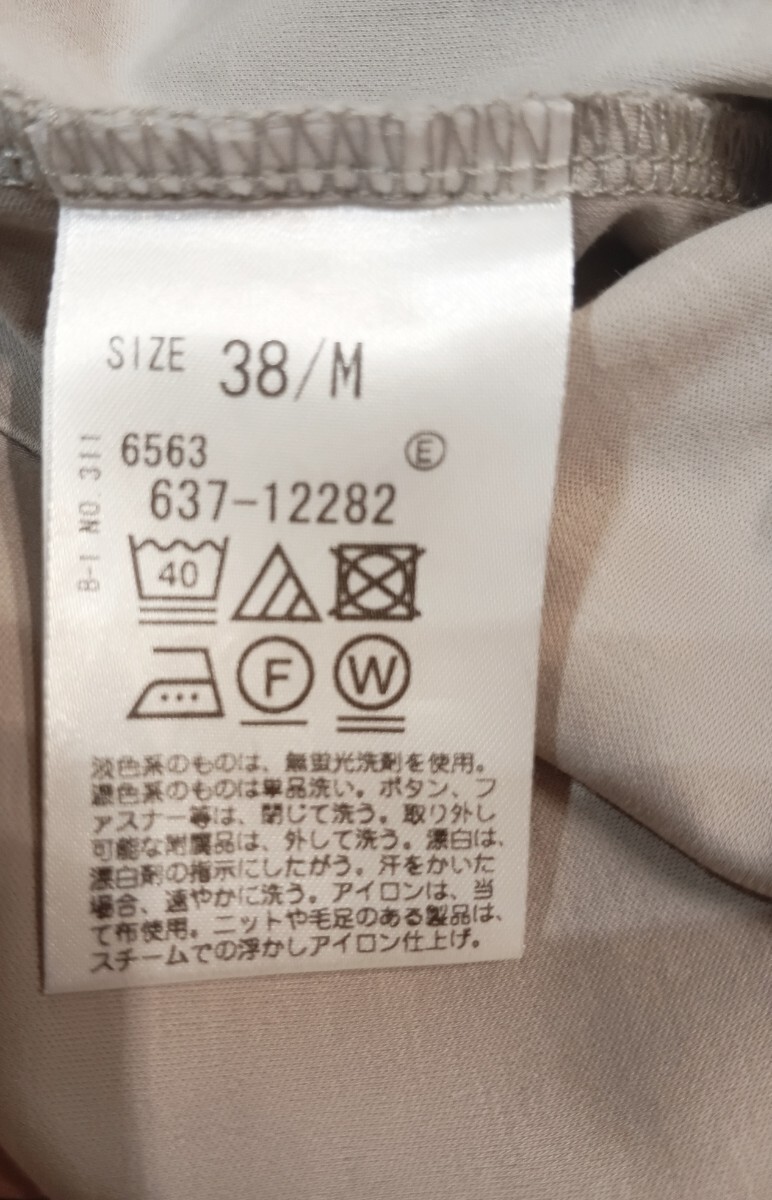 SIZE 38/M
B-1 NO.311
6563 Ⓔ
637-12282
40
F W
淡色系のものは、無蛍光洗剤を使用。
濃色系のものは単品洗い。ボタン、フ
ァスナー等は、閉じて洗う。取り外し
可能な附属品は、外して洗う。漂白は、
漂白剤の指示にしたがう。汗をかいた
場合、速やかに洗う。アイロンは、当
て布使用。ニットや毛足のある製品は、
スチームでの浮かしアイロン仕上げ。